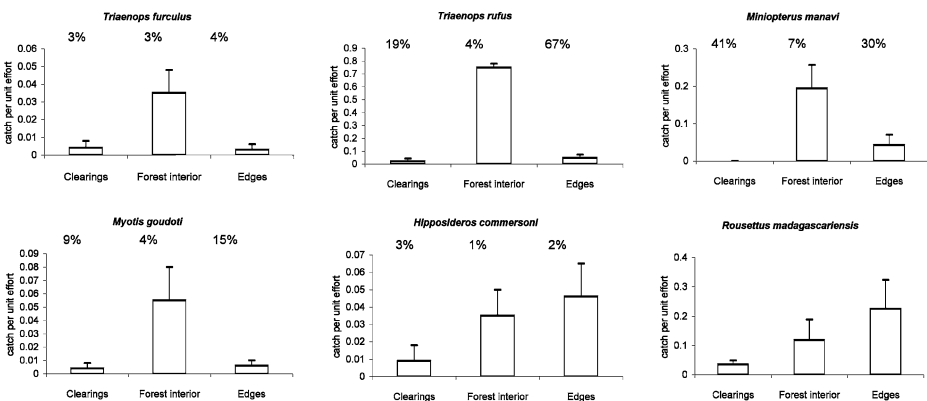 Triaenops furculus
3% 3% 4%
0.06
0.05
0.04
0.03
0.02
0.01
0
catch per unit effort
Clearings Forest interior Edges
Triaenops rufus
19% 4% 67%
0.9
0.8
0.7
0.6
0.5
0.4
0.3
0.2
0.1
0
catch per unit effort
Clearings Forest interior Edges
Miniopterus manavi
41% 7% 30%
0.3
0.2
0.1
0
catch per unit effort
Clearings Forest interior Edges
Myotis goudoti
9% 4% 15%
0.09
0.08
0.07
0.06
0.05
0.04
0.03
0.02
0.01
0
catch per unit effort
Clearings Forest interior Edges
Hipposideros commersoni
3% 1% 2%
0.07
0.06
0.05
0.04
0.03
0.02
0.01
0
catch per unit effort
Clearings Forest interior Edges
Rousettus madagascariensis
0.4
0.3
0.2
0.1
0
catch per unit effort
Clearings Forest interior Edges